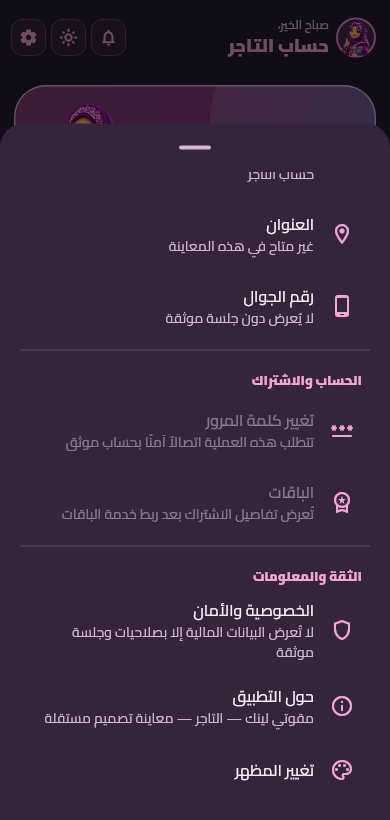 صباح الخير،
حساب التاجر
حساب التاجر
العنوان
غير متاح في هذه المعاينة
رقم الجوال
لا يُعرض دون جلسة موثقة
الحساب والاشتراك
تغيير كلمة المرور
تتطلب هذه العملية اتصالاً آمنًا بحساب موثق
الباقات
تُعرض تفاصيل الاشتراك بعد ربط خدمة الباقات
الثقة والمعلومات
الخصوصية والأمان
لا تُعرض البيانات المالية إلا بصلاحيات وجلسة
موثقة
حول التطبيق
مقوتي لينك — التاجر — معاينة تصميم مستقلة
تغيير المظهر